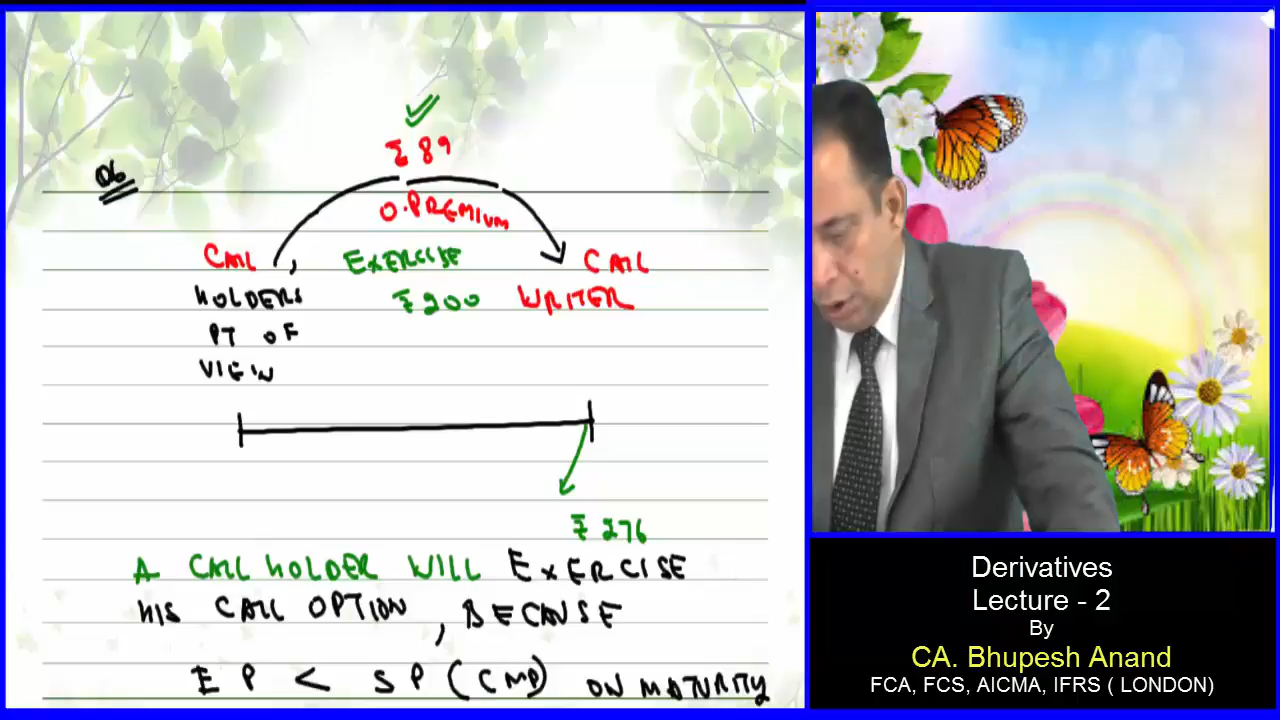 ₹ 89
Q6
O.PREMIUM
CALL , EXERCISE CALL
HOLDERS ₹200 WRITER
PT OF
VIEW
₹ 276
A CALL HOLDER WILL EXERCISE
HIS CALL OPTION , BECAUSE
EP < SP (CMP) ON MATURITY
Derivatives
Lecture - 2
By
CA. Bhupesh Anand
FCA, FCS, AICMA, IFRS ( LONDON)